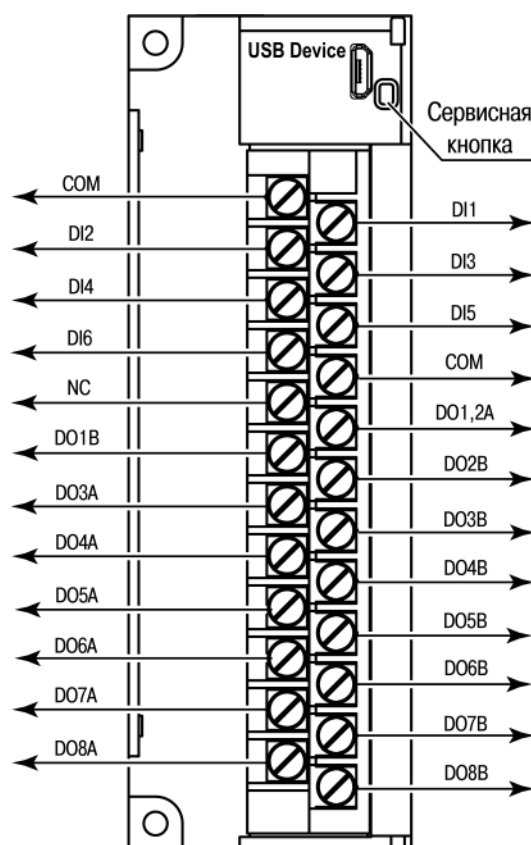 USB Device
Сервисная
кнопка
COM
DI1
DI2
DI3
DI4
DI5
DI6
COM
NC
DO1,2A
DO1B
DO2B
DO3A
DO3B
DO4A
DO4B
DO5A
DO5B
DO6A
DO6B
DO7A
DO7B
DO8A
DO8B